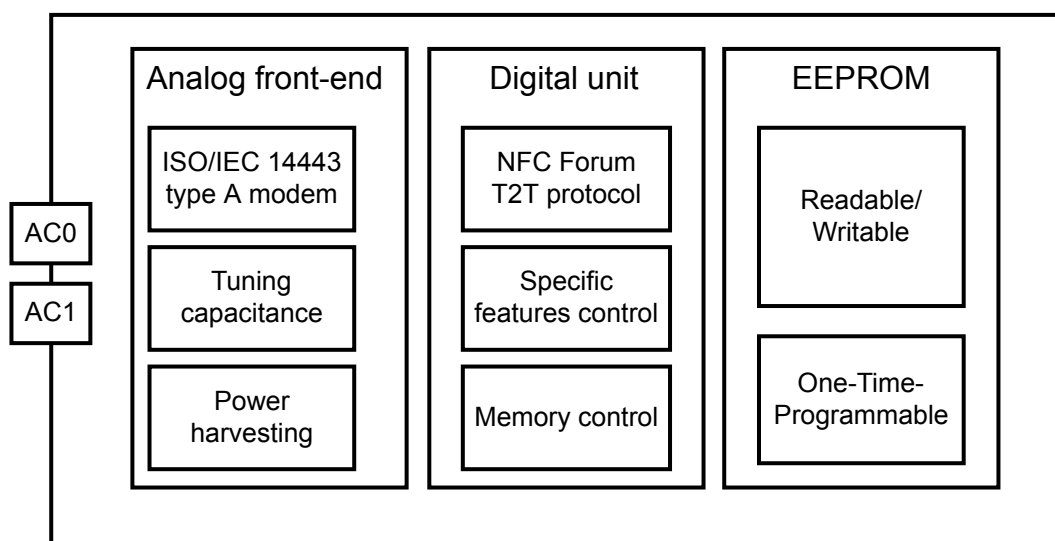 Analog front-end
ISO/IEC 14443
type A modem
Tuning
capacitance
Power
harvesting
Digital unit
NFC Forum
T2T protocol
Specific
features control
Memory control
EEPROM
Readable/
Writable
One-Time-
Programmable
AC0
AC1